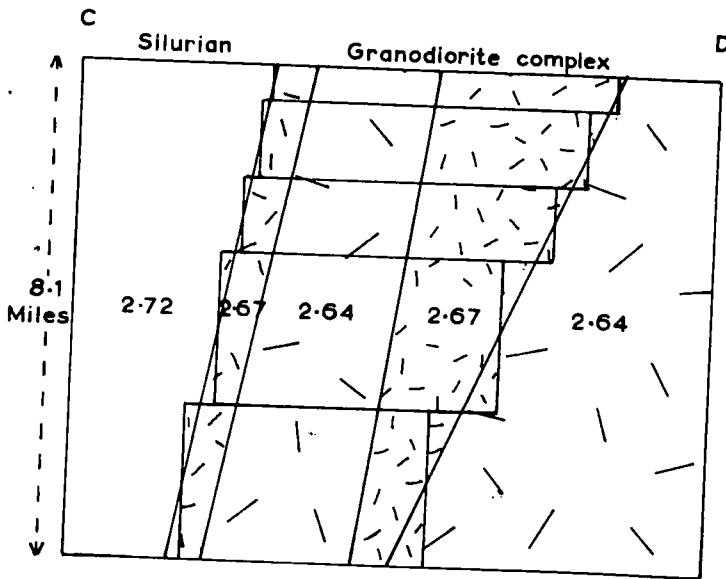 C
D
Silurian
Granodiorite complex
8·1
Miles
2·72
2·67
2·64
2·67
2·64